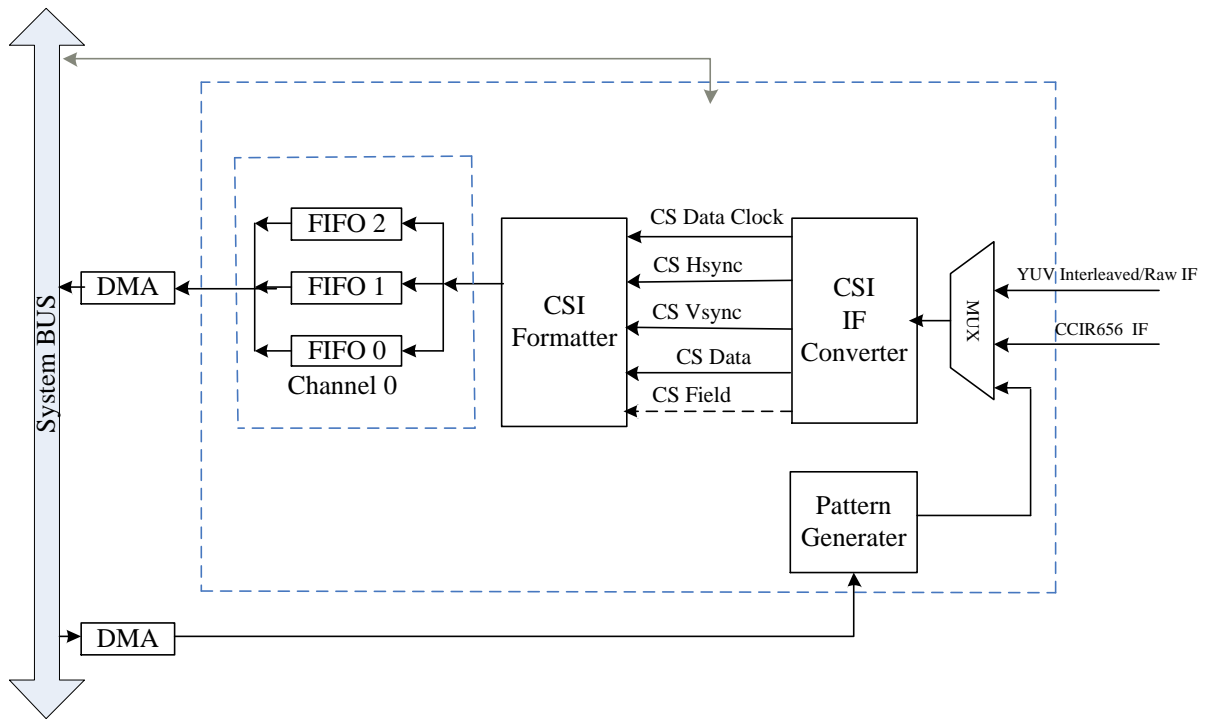 System BUS
DMA
FIFO 2
FIFO 1
FIFO 0
Channel 0
CSI
Formatter
CS Data Clock
CS Hsync
CS Vsync
CS Data
CS Field
CSI
IF
Converter
MUX
YUV Interleaved/Raw IF
CCIR656 IF
Pattern
Generater
DMA